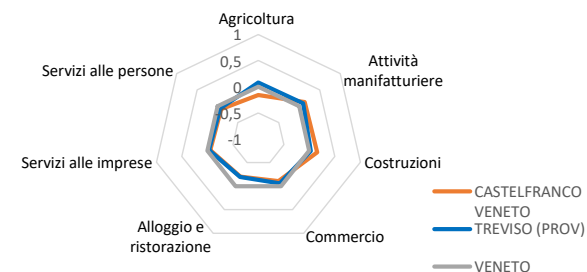 Agricoltura
1
0,5
0
-0,5
-1
Attività
manifatturiere
Costruzioni
Commercio
Alloggio e
ristorazione
Servizi alle imprese
Servizi alle persone
CASTELFRANCO
VENETO
TREVISO (PROV)
VENETO